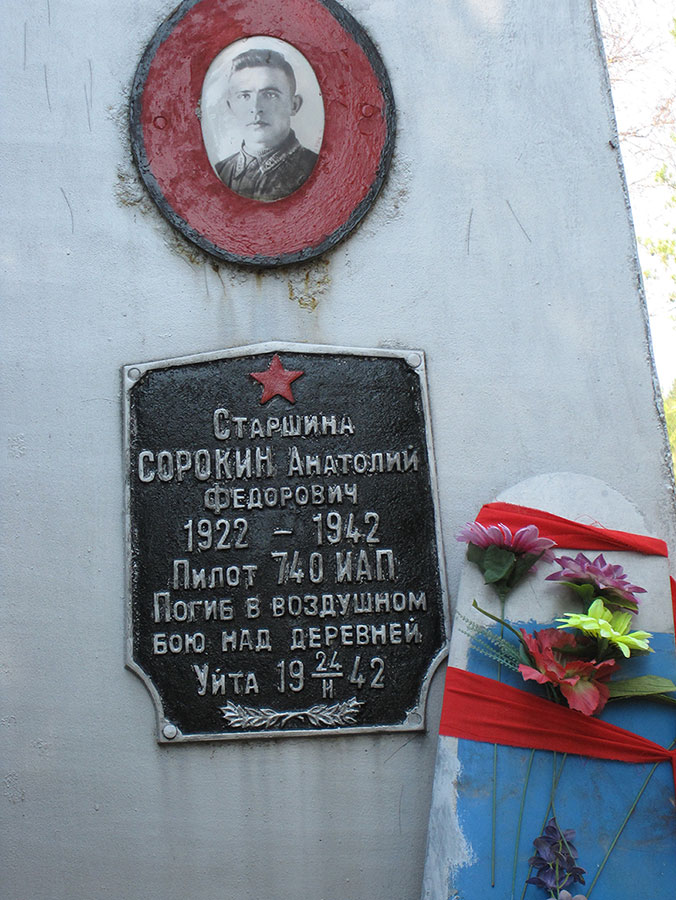 Старшина
СОРОКИН Анатолий
Федорович
1922 - 1942
Пилот 740 ИАП
Погиб в воздушном
бою над деревней
Уйта 19 24/II 42